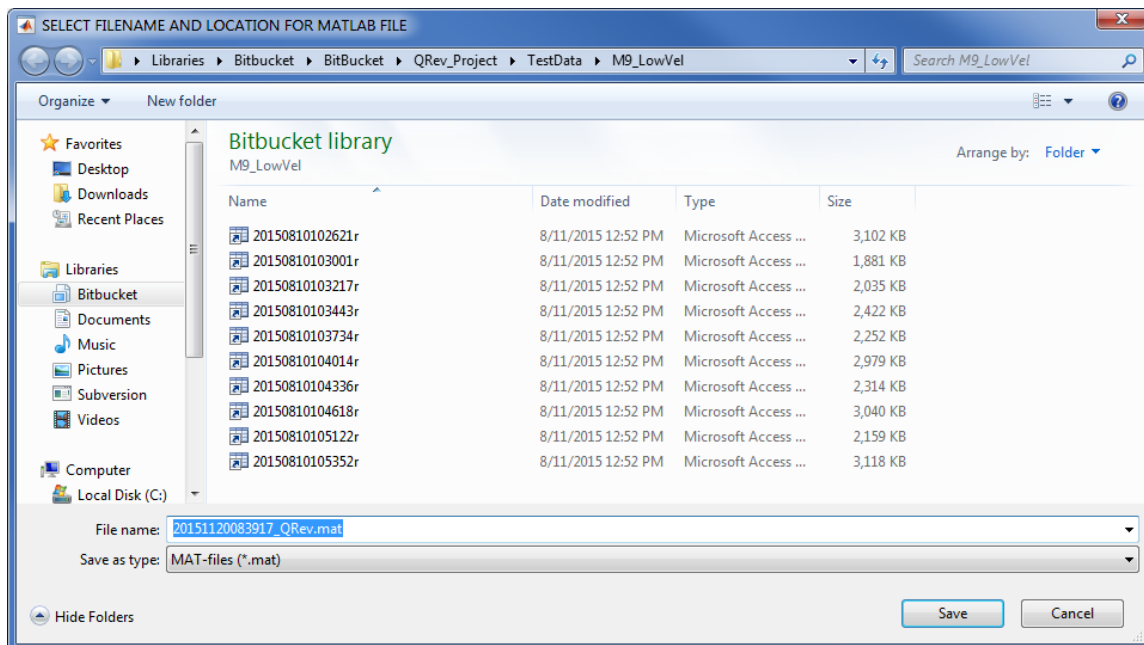 SELECT FILENAME AND LOCATION FOR MATLAB FILE
Libraries Bitbucket BitBucket QRev_Project TestData M9_LowVel Search M9_LowVel
Organize New folder
Favorites
Desktop
Downloads
Recent Places
Libraries
Bitbucket
Documents
Music
Pictures
Subversion
Videos
Computer
Local Disk (C:)
Bitbucket library
M9_LowVel
Arrange by: Folder
Name Date modified Type Size
20150810102621r 8/11/2015 12:52 PM Microsoft Access ... 3,102 KB
20150810103001r 8/11/2015 12:52 PM Microsoft Access ... 1,881 KB
20150810103217r 8/11/2015 12:52 PM Microsoft Access ... 2,035 KB
20150810103443r 8/11/2015 12:52 PM Microsoft Access ... 2,422 KB
20150810103734r 8/11/2015 12:52 PM Microsoft Access ... 2,252 KB
20150810104014r 8/11/2015 12:52 PM Microsoft Access ... 2,979 KB
20150810104336r 8/11/2015 12:52 PM Microsoft Access ... 2,314 KB
20150810104618r 8/11/2015 12:52 PM Microsoft Access ... 3,040 KB
20150810105122r 8/11/2015 12:52 PM Microsoft Access ... 2,159 KB
20150810105352r 8/11/2015 12:52 PM Microsoft Access ... 3,118 KB
File name: 20151120083917_QRev.mat
Save as type: MAT-files (*.mat)
Hide Folders Save Cancel